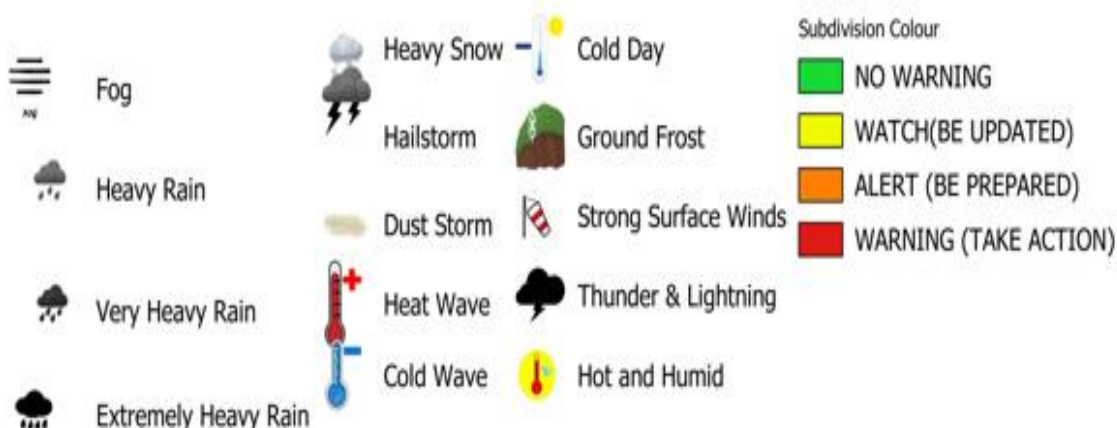 Fog
Heavy Rain
Very Heavy Rain
Extremely Heavy Rain
Heavy Snow
Hailstorm
Dust Storm
Heat Wave
Cold Wave
Cold Day
Ground Frost
Strong Surface Winds
Thunder & Lightning
Hot and Humid
Subdivision Colour
NO WARNING
WATCH(BE UPDATED)
ALERT (BE PREPARED)
WARNING (TAKE ACTION)